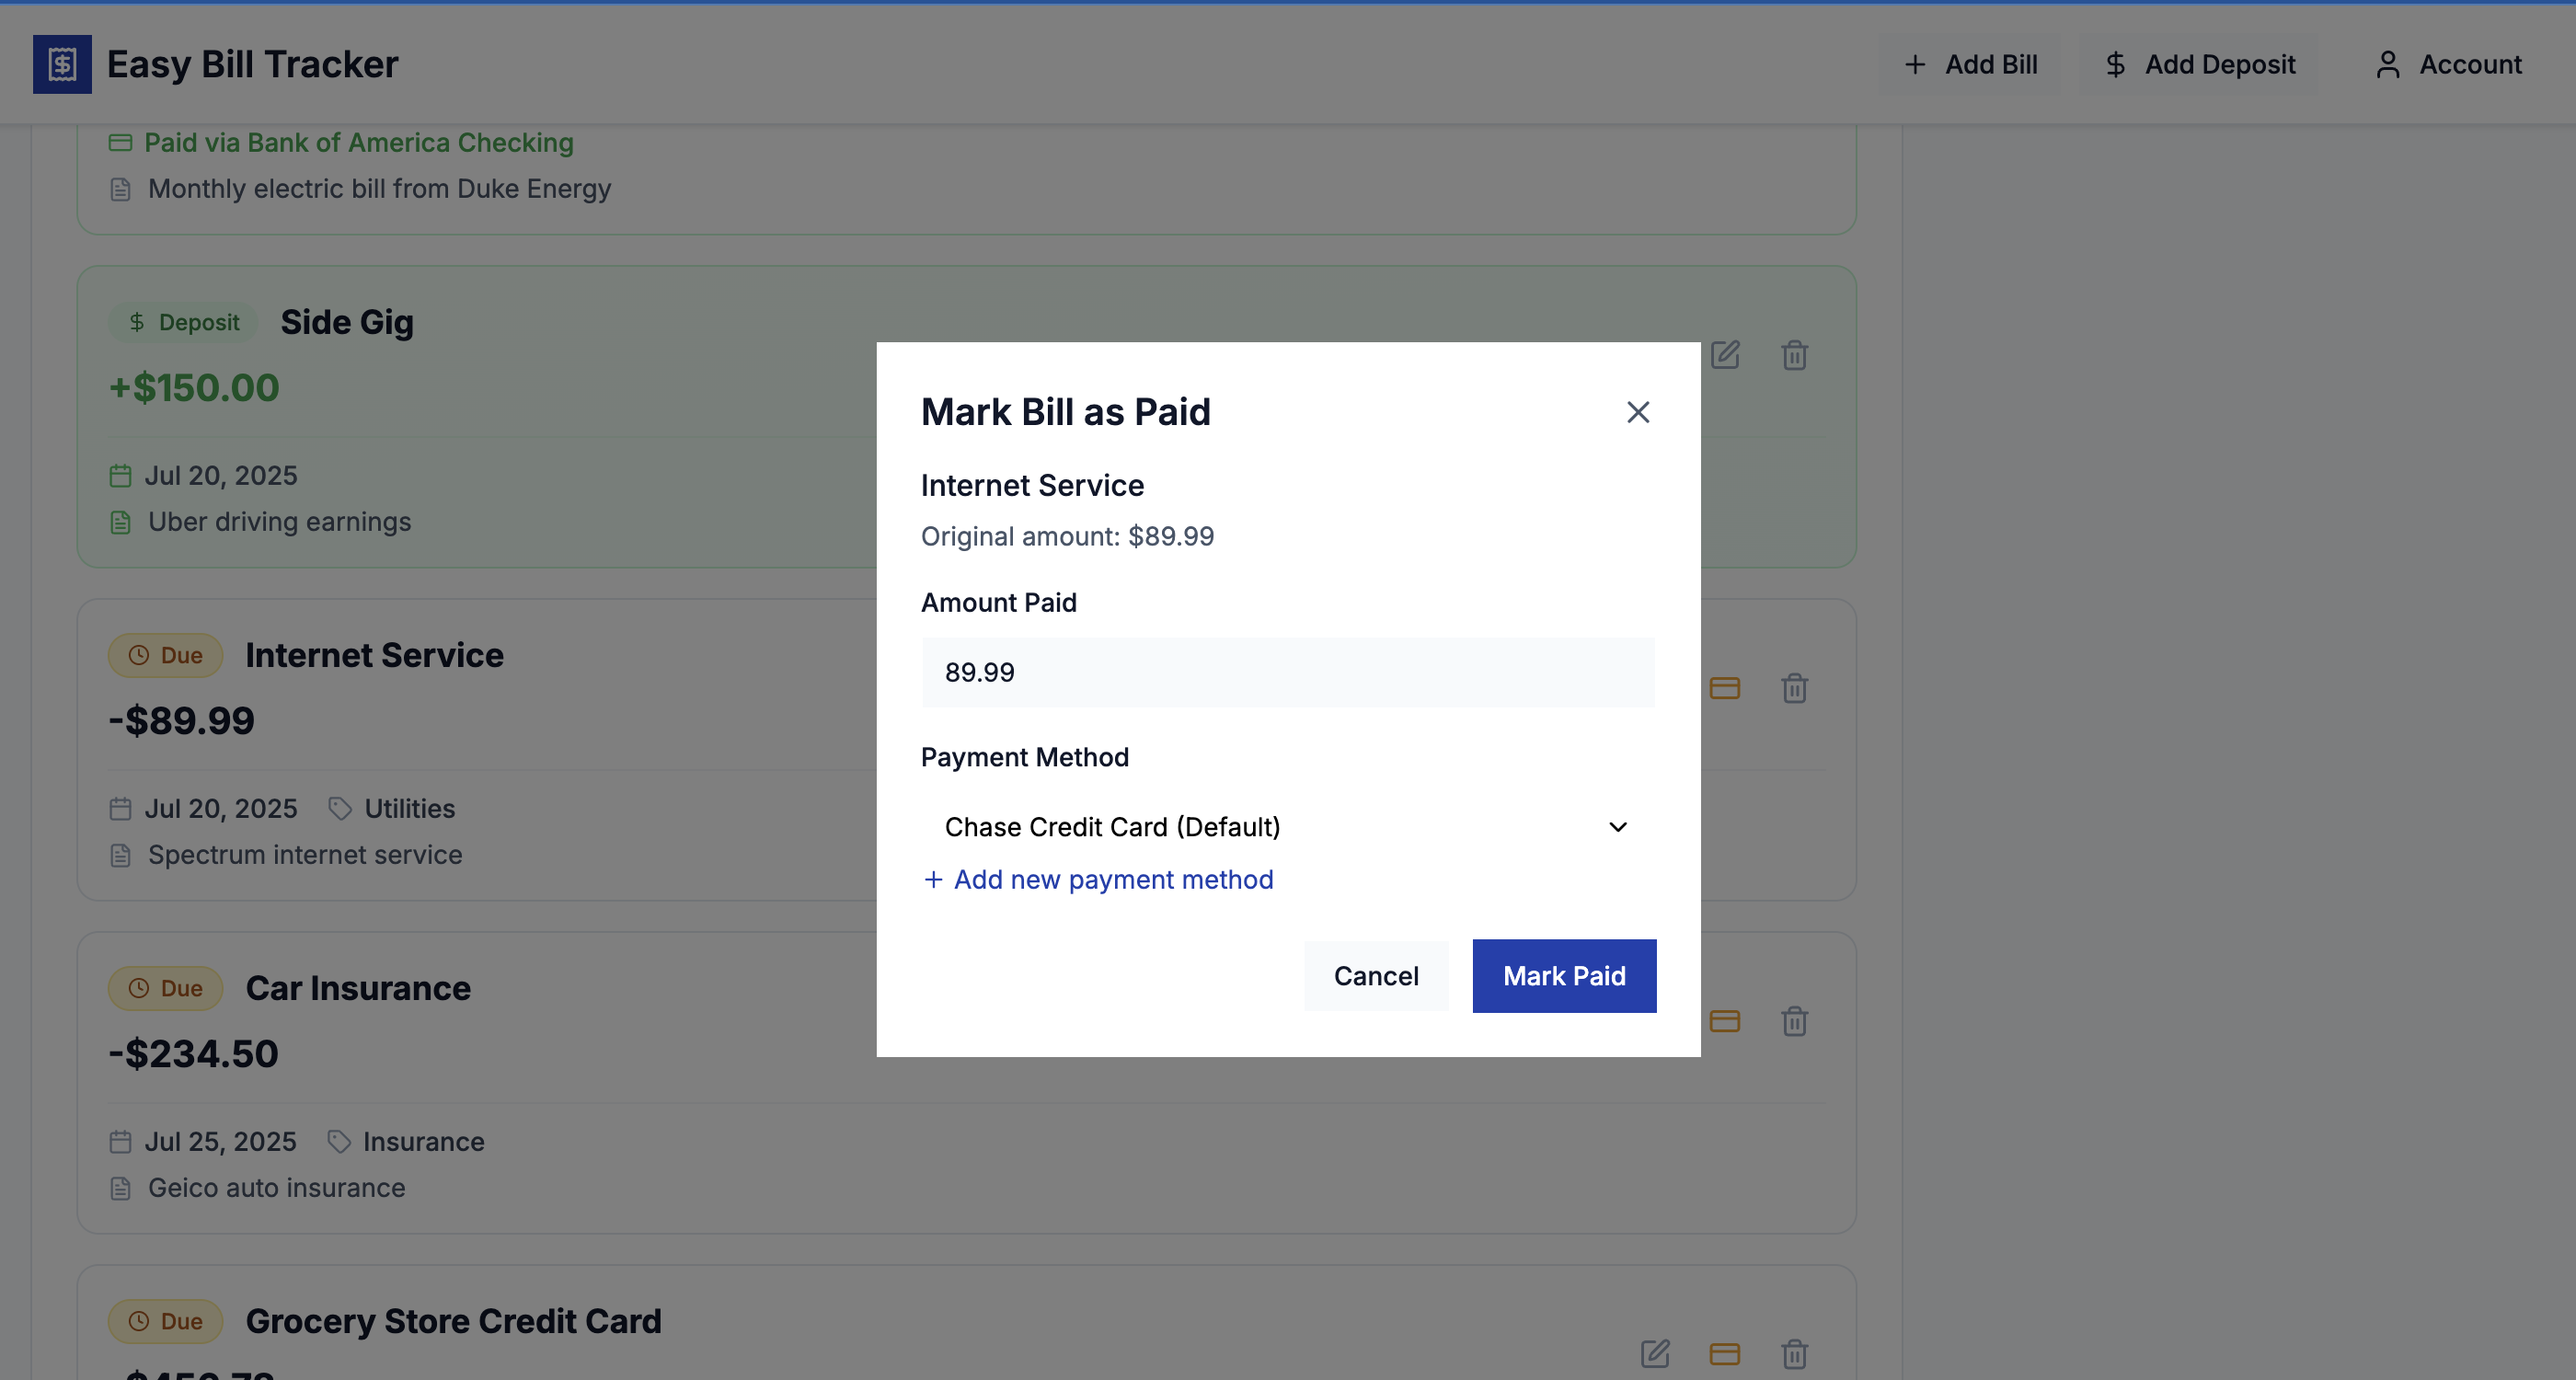 Easy Bill Tracker
Add Bill
Add Deposit
Account
Paid via Bank of America Checking
Monthly electric bill from Duke Energy
Deposit
Side Gig
+$150.00
Jul 20, 2025
Uber driving earnings
Due
Internet Service
-$89.99
Jul 20, 2025
Utilities
Spectrum internet service
Due
Car Insurance
-$234.50
Jul 25, 2025
Insurance
Geico auto insurance
Due
Grocery Store Credit Card
Mark Bill as Paid
Internet Service
Original amount: $89.99
Amount Paid
89.99
Payment Method
Chase Credit Card (Default)
+ Add new payment method
Cancel
Mark Paid